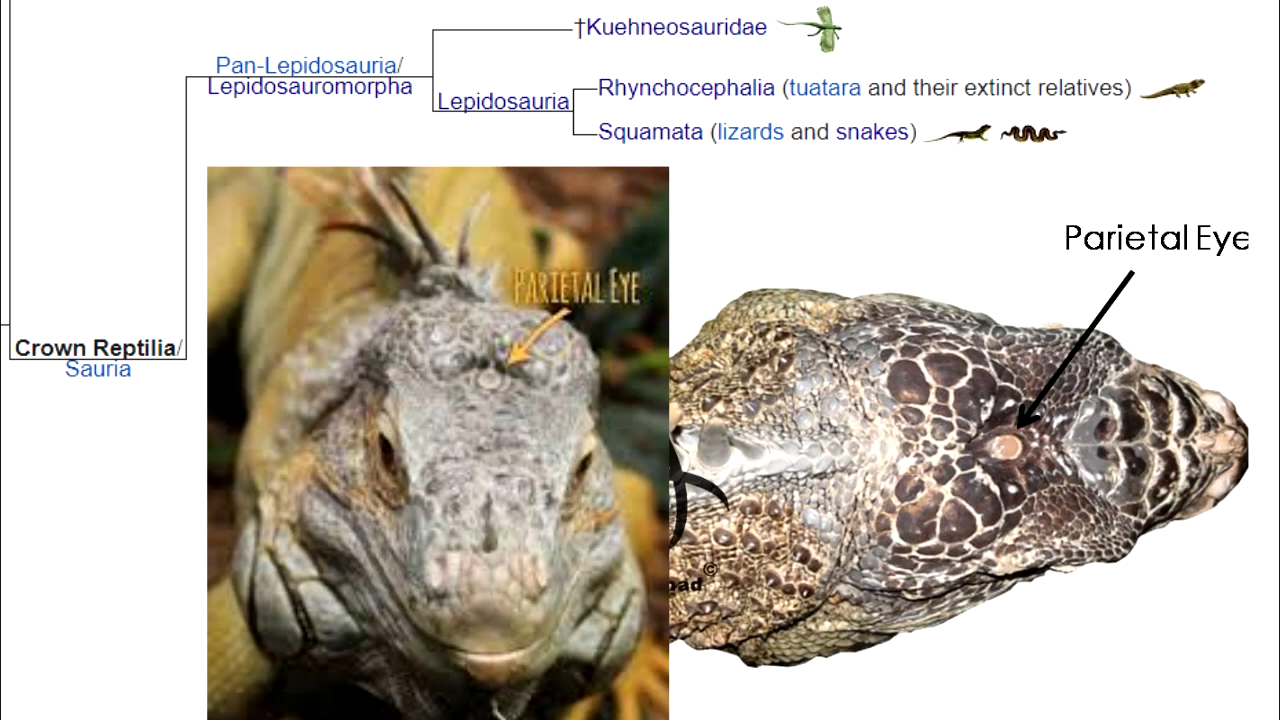 †Kuehneosauridae
Pan-Lepidosauria/
Lepidosauromorpha
Lepidosauria
Rhynchocephalia (tuatara and their extinct relatives)
Squamata (lizards and snakes)
Parietal Eye
PARIETAL EYE
Crown Reptilia/
Sauria
©